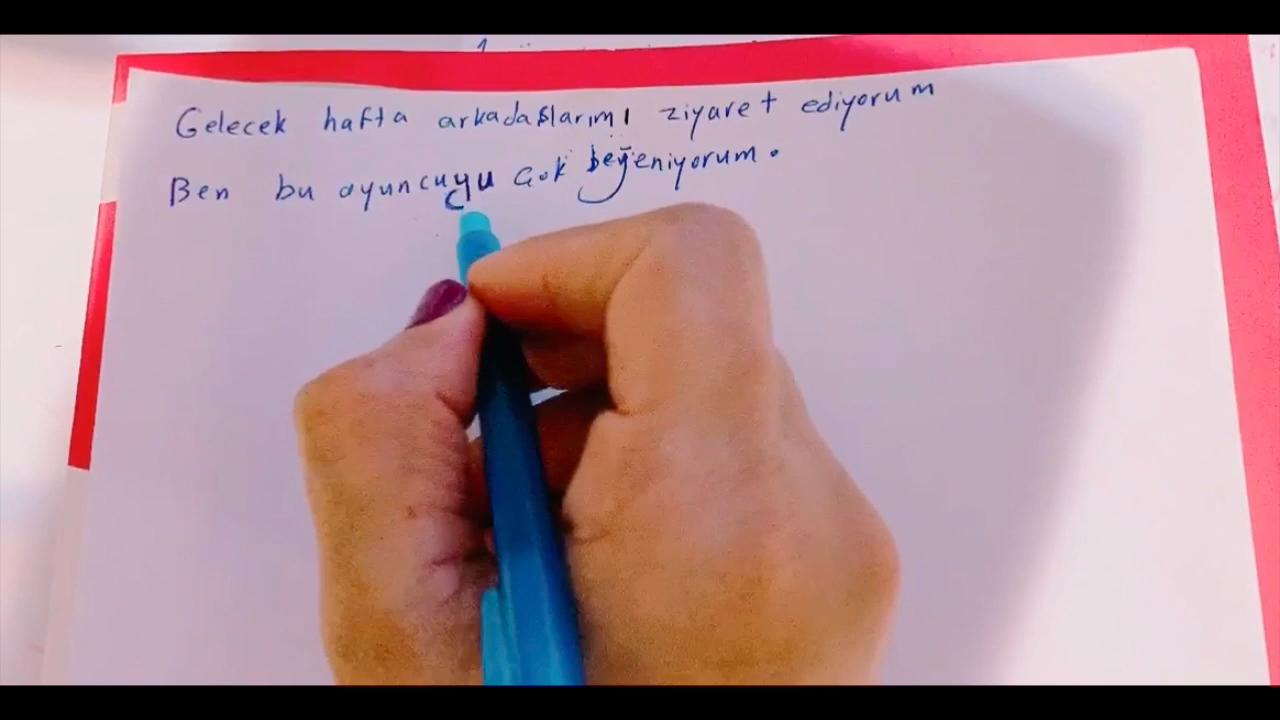 Gelecek hafta arkadaşlarımı ziyaret ediyorum
Ben bu oyuncuyu çok beğeniyorum.